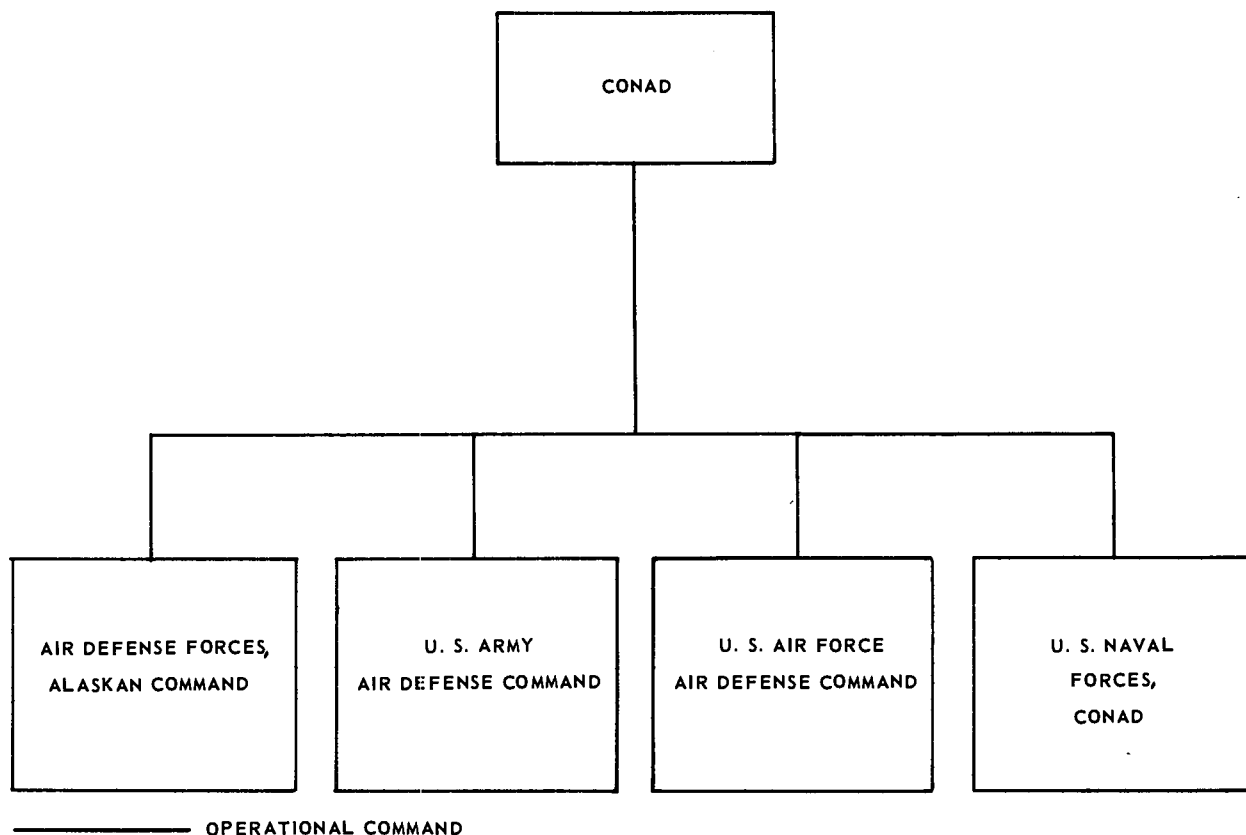 CONAD
AIR DEFENSE FORCES,
ALASKAN COMMAND
U. S. ARMY
AIR DEFENSE COMMAND
U. S. AIR FORCE
AIR DEFENSE COMMAND
U. S. NAVAL
FORCES,
CONAD
OPERATIONAL COMMAND